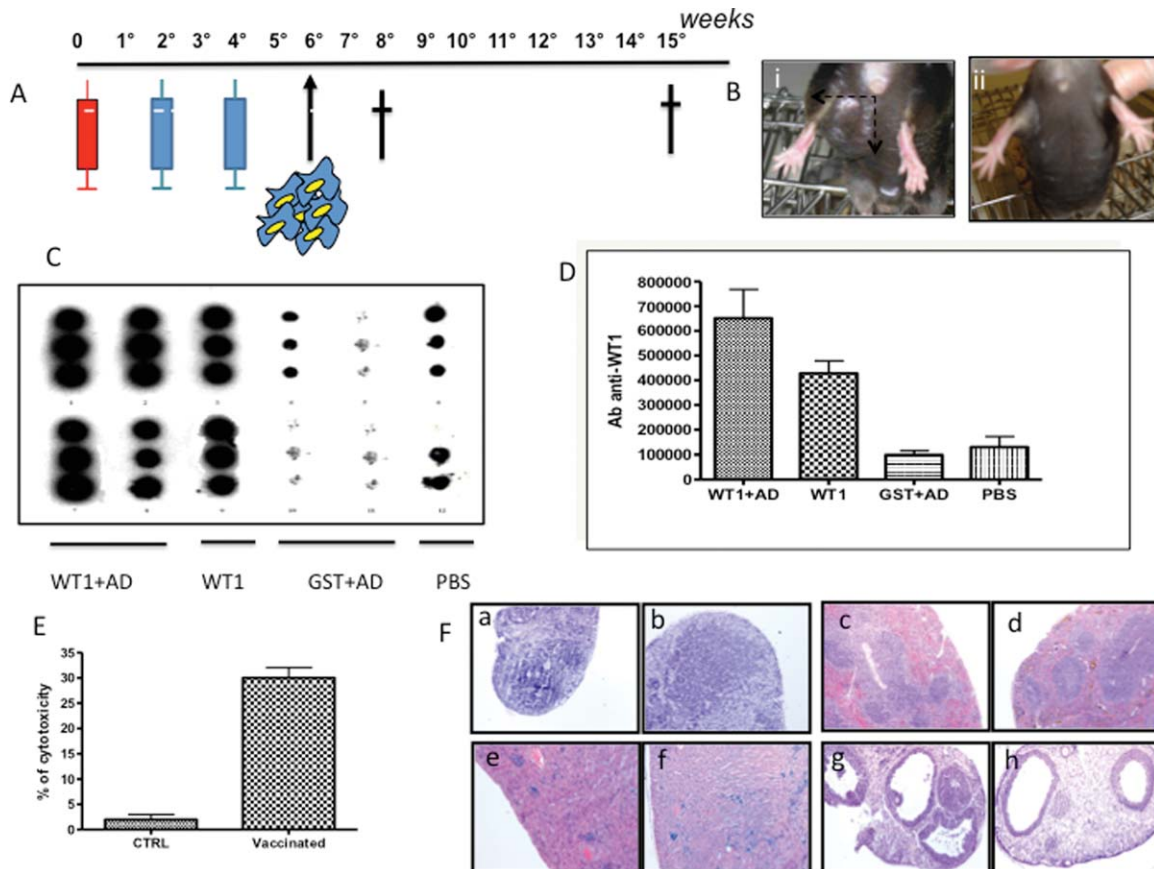 weeks
0 1° 2° 3° 4° 5° 6° 7° 8° 9° 10° 11° 12° 13° 14° 15°
A
B
i
ii
C
WT1+AD WT1 GST+AD PBS
D
Ab anti-WT1
800000
700000
600000
500000
400000
300000
200000
100000
0
WT1+AD WT1 GST+AD PBS
E
% of cytotoxicity
35
30
25
20
15
10
5
0
CTRL Vaccinated
F
a b c d
e f g h